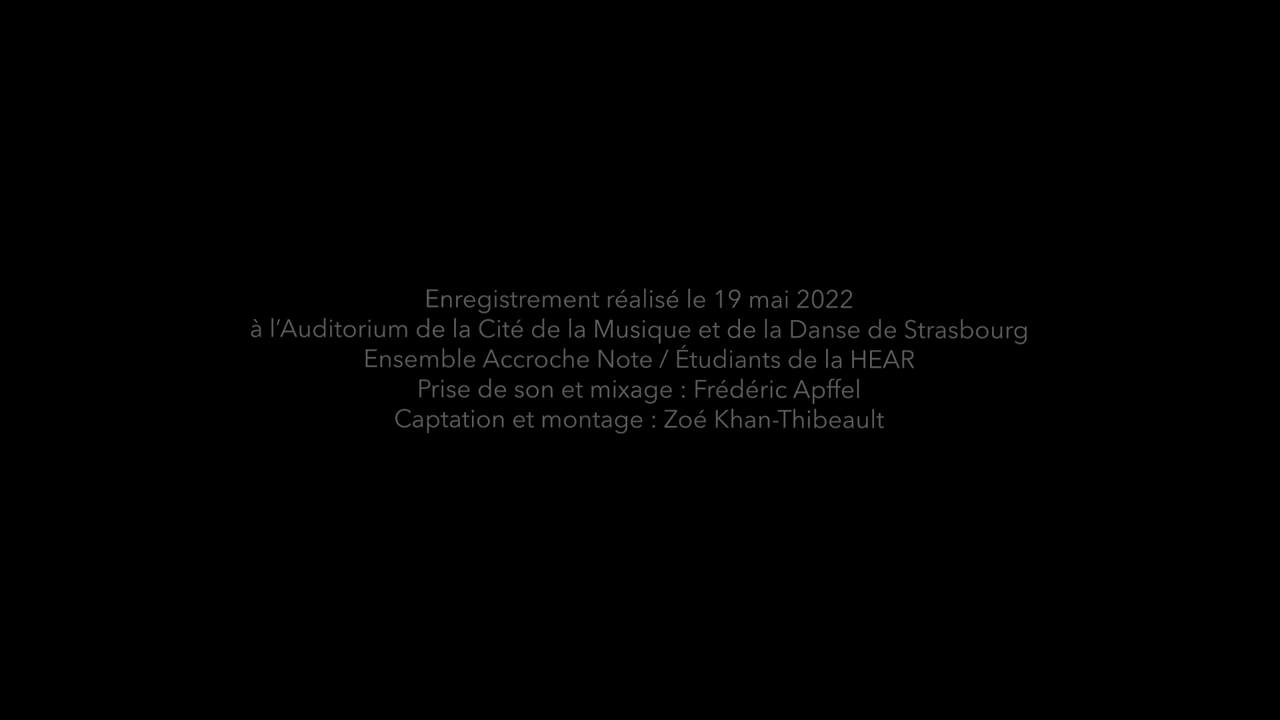 Enregistrement réalisé le 19 mai 2022
à l’Auditorium de la Cité de la Musique et de la Danse de Strasbourg
Ensemble Accroche Note / Étudiants de la HEAR
Prise de son et mixage : Frédéric Apffel
Captation et montage : Zoé Khan-Thibeault